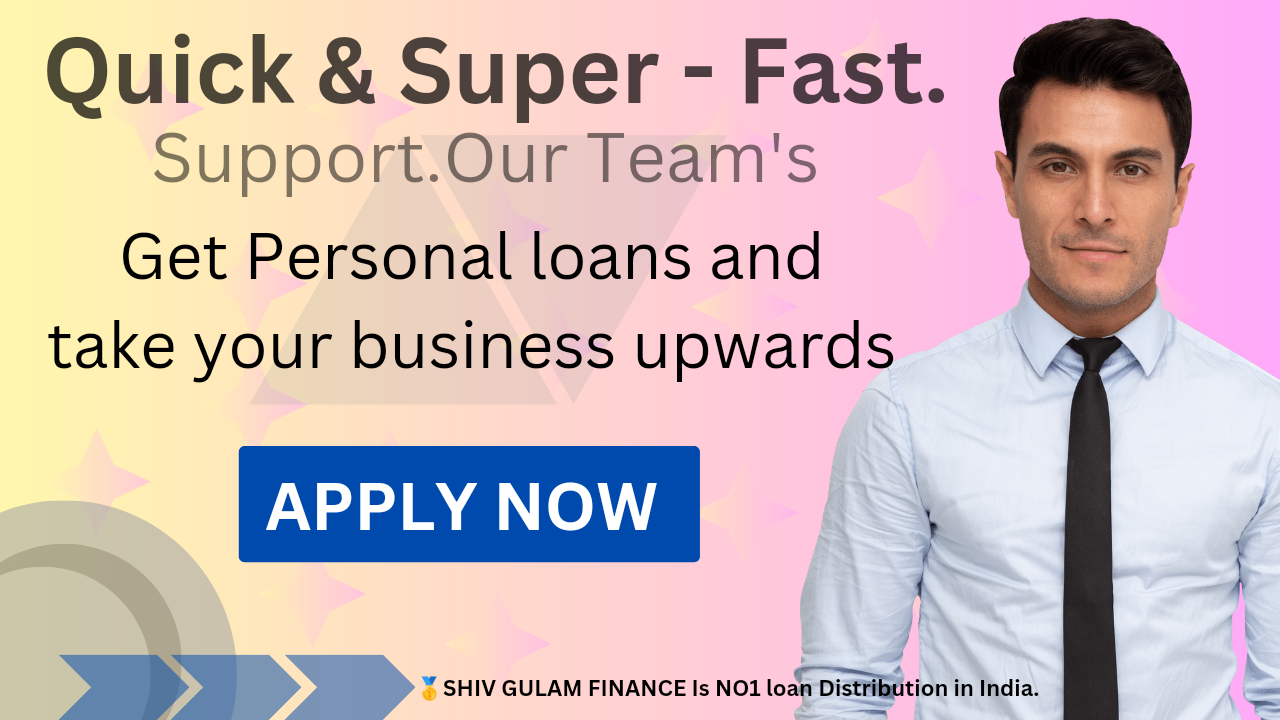 Quick & Super - Fast.
Support.Our Team's
Get Personal loans and
take your business upwards
APPLY NOW
🥇SHIV GULAM FINANCE Is NO1 loan Distribution in India.